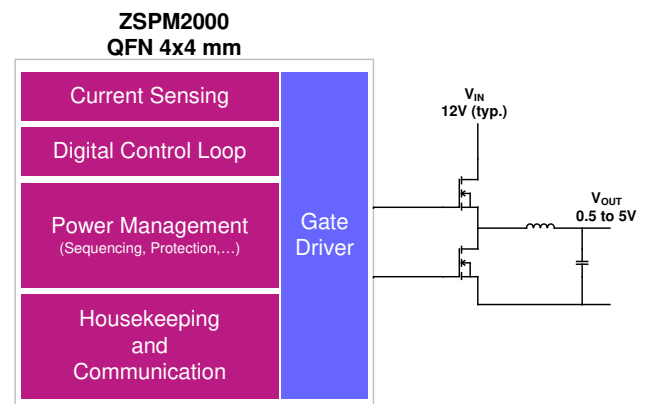 ZSPM2000
QFN 4x4 mm
Current Sensing
Digital Control Loop
Power Management
(Sequencing, Protection,…)
Housekeeping
and
Communication
Gate
Driver
VIN
12V (typ.)
VOUT
0.5 to 5V